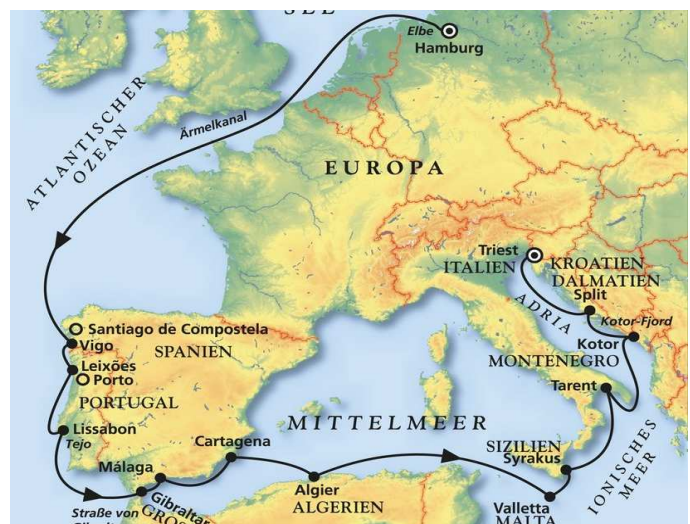 SEE
Elbe
Hamburg
Ärmelkanal
ATLANTISCHER
OZEAN
EUROPA
Triest
ITALIEN
KROATIEN
DALMATIEN
Split
ADRIA
Kotor-Fjord
Kotor
MONTENEGRO
Santiago de Compostela
Vigo
SPANIEN
Leixões
Porto
PORTUGAL
Tarent
MITTELMEER
Lissabon
Tejo
Cartagena
SIZILIEN
Syrakus
IONISCHES
MEER
Málaga
Algier
ALGERIEN
Valletta
MALTA
Gibraltar
Straße von
Gibraltar
GROS